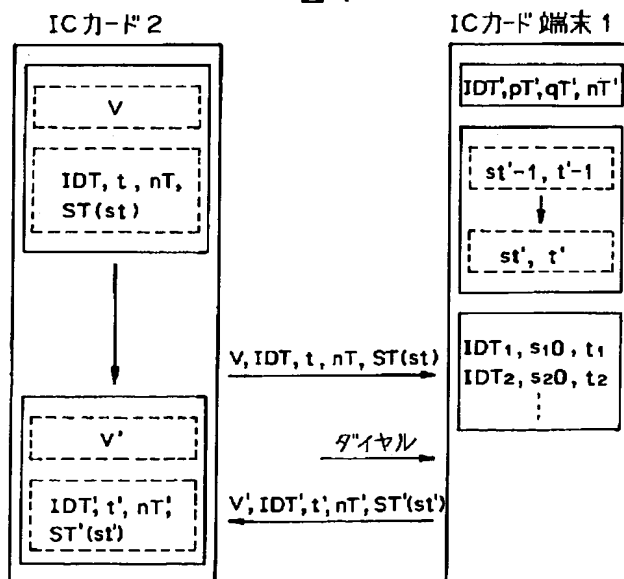 ICカード2
V
IDT, t, nT,
ST(st)
V'
IDT', t', nT',
ST'(st')
V, IDT, t, nT, ST(st)
ダイヤル
V', IDT', t', nT', ST'(st')
ICカード端末1
IDT', pT', qT', nT'
st'-1, t'-1
st', t'
IDT1, s10, t1
IDT2, s20, t2